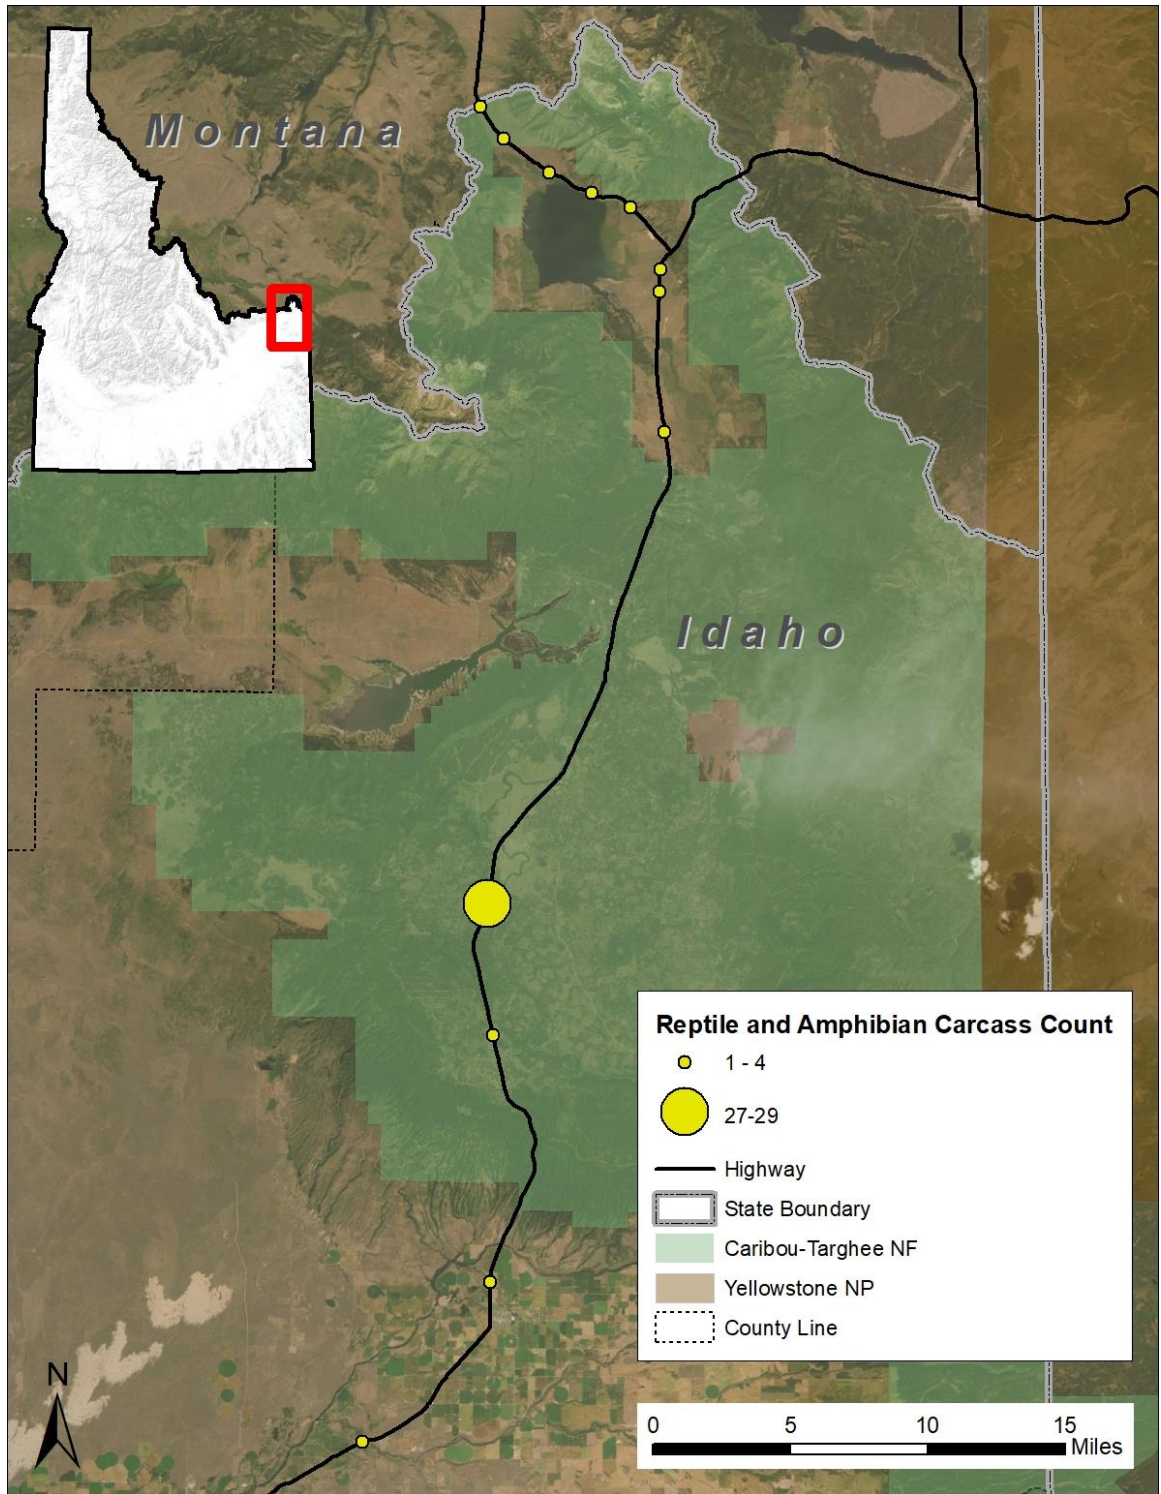 Montana
Idaho
Reptile and Amphibian Carcass Count
1 - 4
27-29
Highway
State Boundary
Caribou-Targhee NF
Yellowstone NP
County Line
N
0 5 10 15
Miles